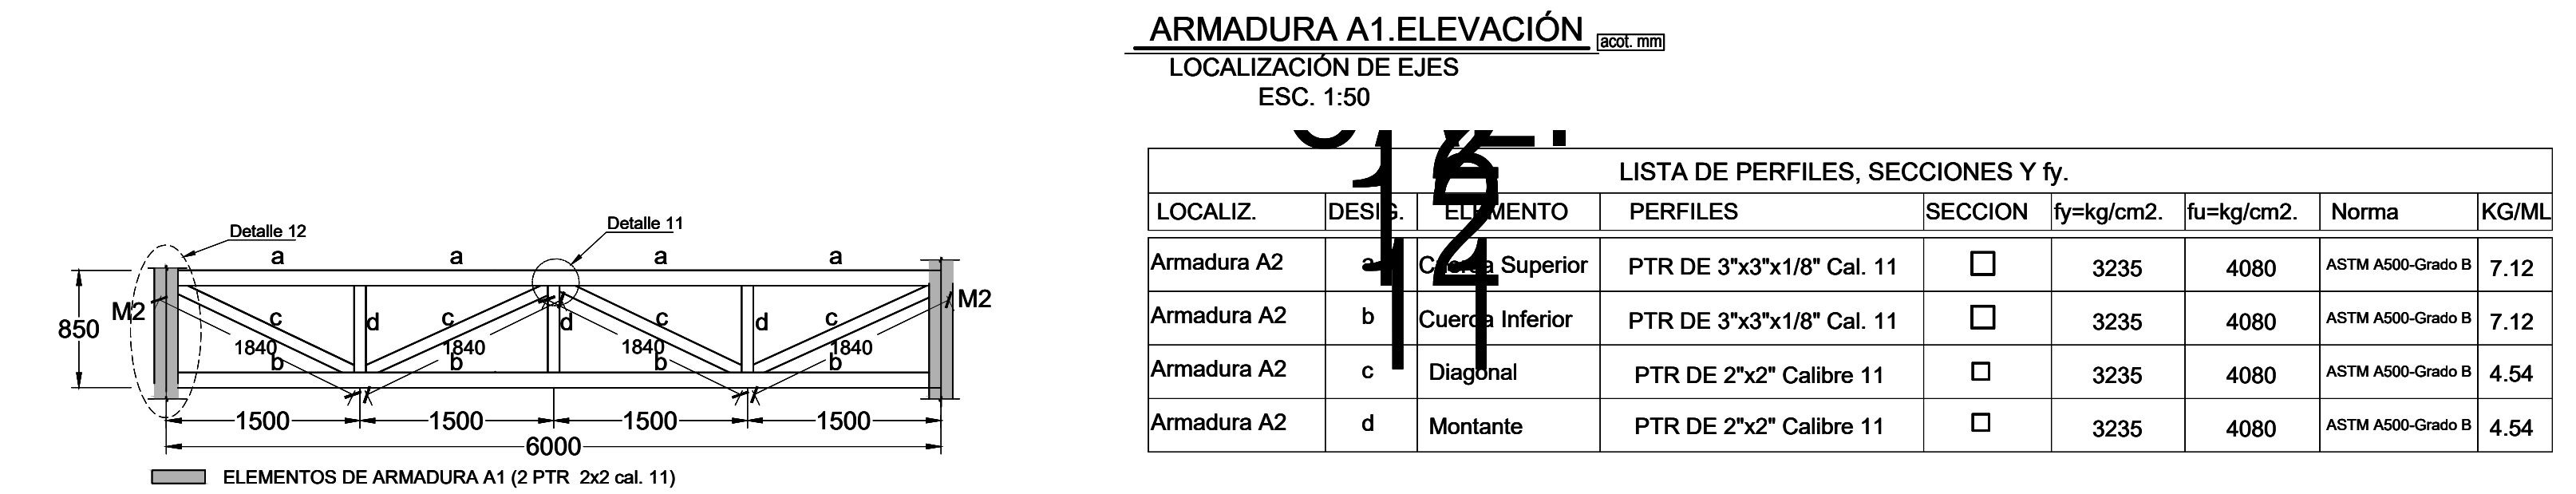 ARMADURA A1.ELEVACIÓN acot. mm
LOCALIZACIÓN DE EJES
ESC. 1:50
Detalle 12
Detalle 11
a a a a
M2 M2
850
c d c d c d c
1840 1840 1840 1840
b b b b
1500 1500 1500 1500
6000
ELEMENTOS DE ARMADURA A1 (2 PTR 2x2 cal. 11)
12
11
LISTA DE PERFILES, SECCIONES Y fy.
LOCALIZ. DESIG. ELEMENTO PERFILES SECCION fy=kg/cm2. fu=kg/cm2. Norma KG/ML
Armadura A2 a Cuerda Superior PTR DE 3"x3"x1/8" Cal. 11 3235 4080 ASTM A500-Grado B 7.12
Armadura A2 b Cuerda Inferior PTR DE 3"x3"x1/8" Cal. 11 3235 4080 ASTM A500-Grado B 7.12
Armadura A2 c Diagonal PTR DE 2"x2" Calibre 11 3235 4080 ASTM A500-Grado B 4.54
Armadura A2 d Montante PTR DE 2"x2" Calibre 11 3235 4080 ASTM A500-Grado B 4.54